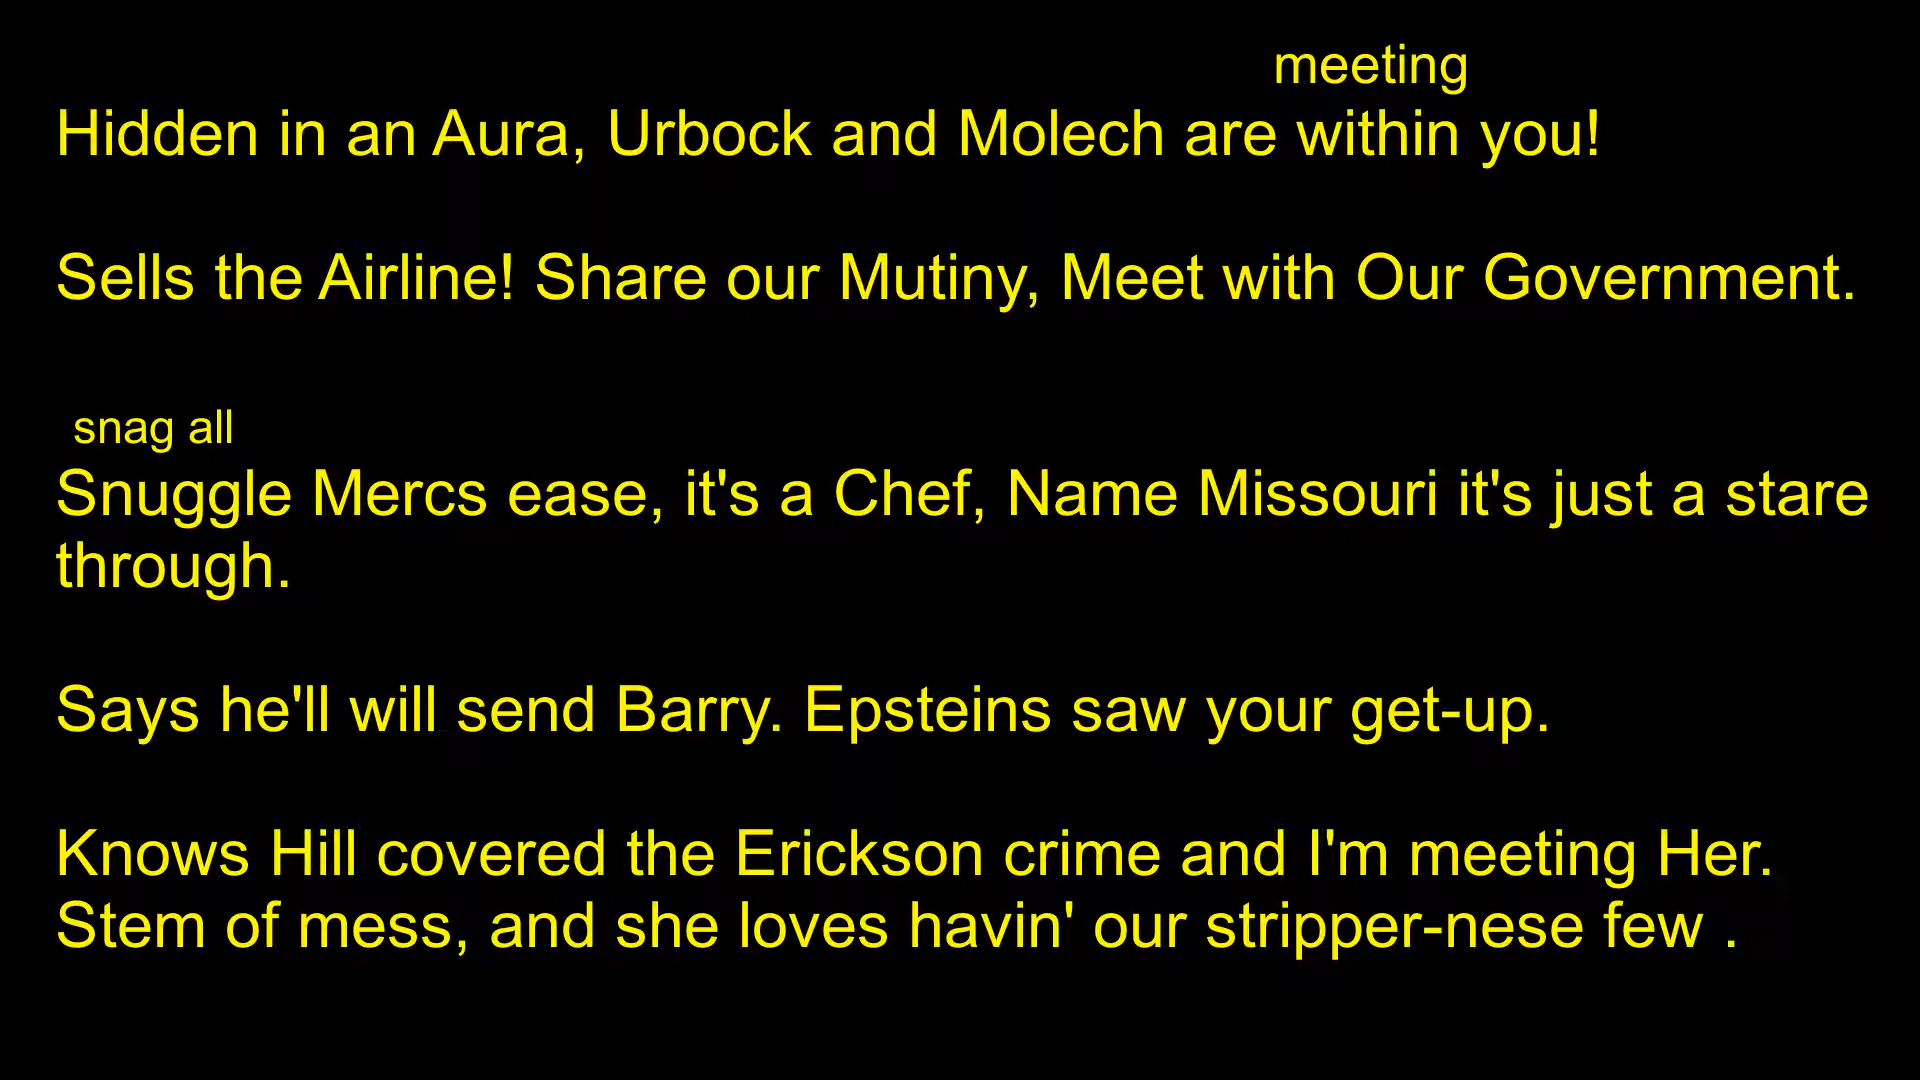 meeting
Hidden in an Aura, Urbock and Molech are within you!
Sells the Airline! Share our Mutiny, Meet with Our Government.
snag all
Snuggle Mercs ease, it's a Chef, Name Missouri it's just a stare
through.
Says he'll will send Barry. Epsteins saw your get-up.
Knows Hill covered the Erickson crime and I'm meeting Her.
Stem of mess, and she loves havin' our stripper-nese few .